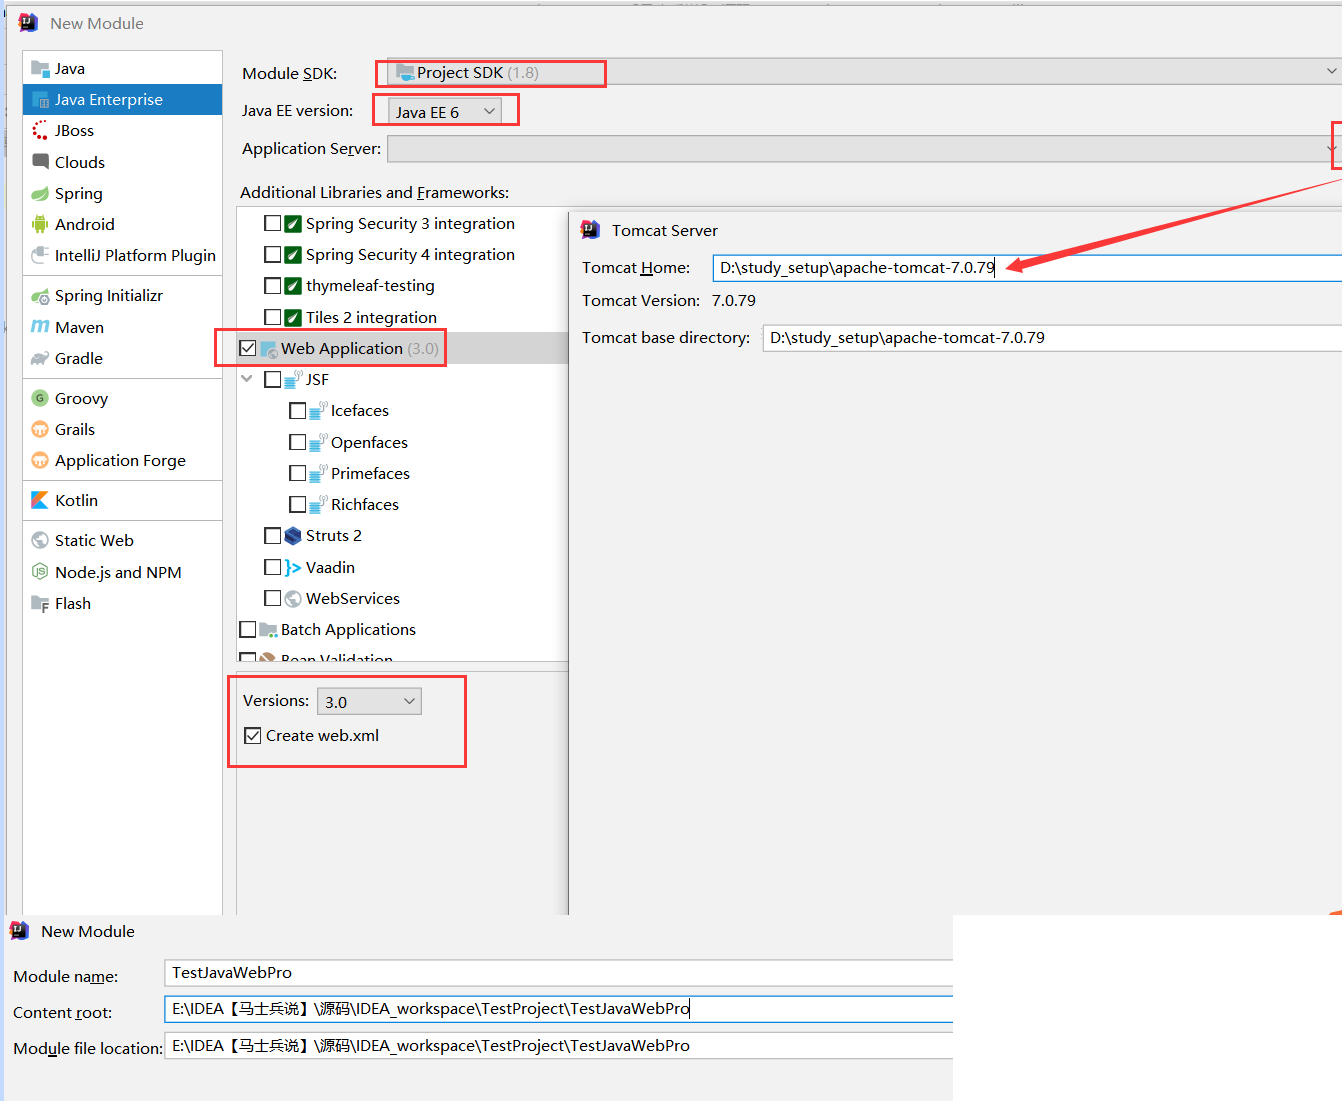 New Module
Java
Java Enterprise
JBoss
Clouds
Spring
Android
IntelliJ Platform Plugin
Spring Initializr
Maven
Gradle
Groovy
Grails
Application Forge
Kotlin
Static Web
Node.js and NPM
Flash
Module SDK:
Project SDK (1.8)
Java EE version:
Java EE 6
Application Server:
Additional Libraries and Frameworks:
Spring Security 3 integration
Spring Security 4 integration
thymeleaf-testing
Tiles 2 integration
Web Application (3.0)
JSF
Icefaces
Openfaces
Primefaces
Richfaces
Struts 2
Vaadin
WebServices
Batch Applications
Bean Validation
Versions: 3.0
Create web.xml
Tomcat Server
Tomcat Home: D:\study_setup\apache-tomcat-7.0.79
Tomcat Version: 7.0.79
Tomcat base directory: D:\study_setup\apache-tomcat-7.0.79
New Module
Module name: TestJavaWebPro
Content root: E:\IDEA【马士兵说】\源码\IDEA_workspace\TestProject\TestJavaWebPro
Module file location: E:\IDEA【马士兵说】\源码\IDEA_workspace\TestProject\TestJavaWebPro